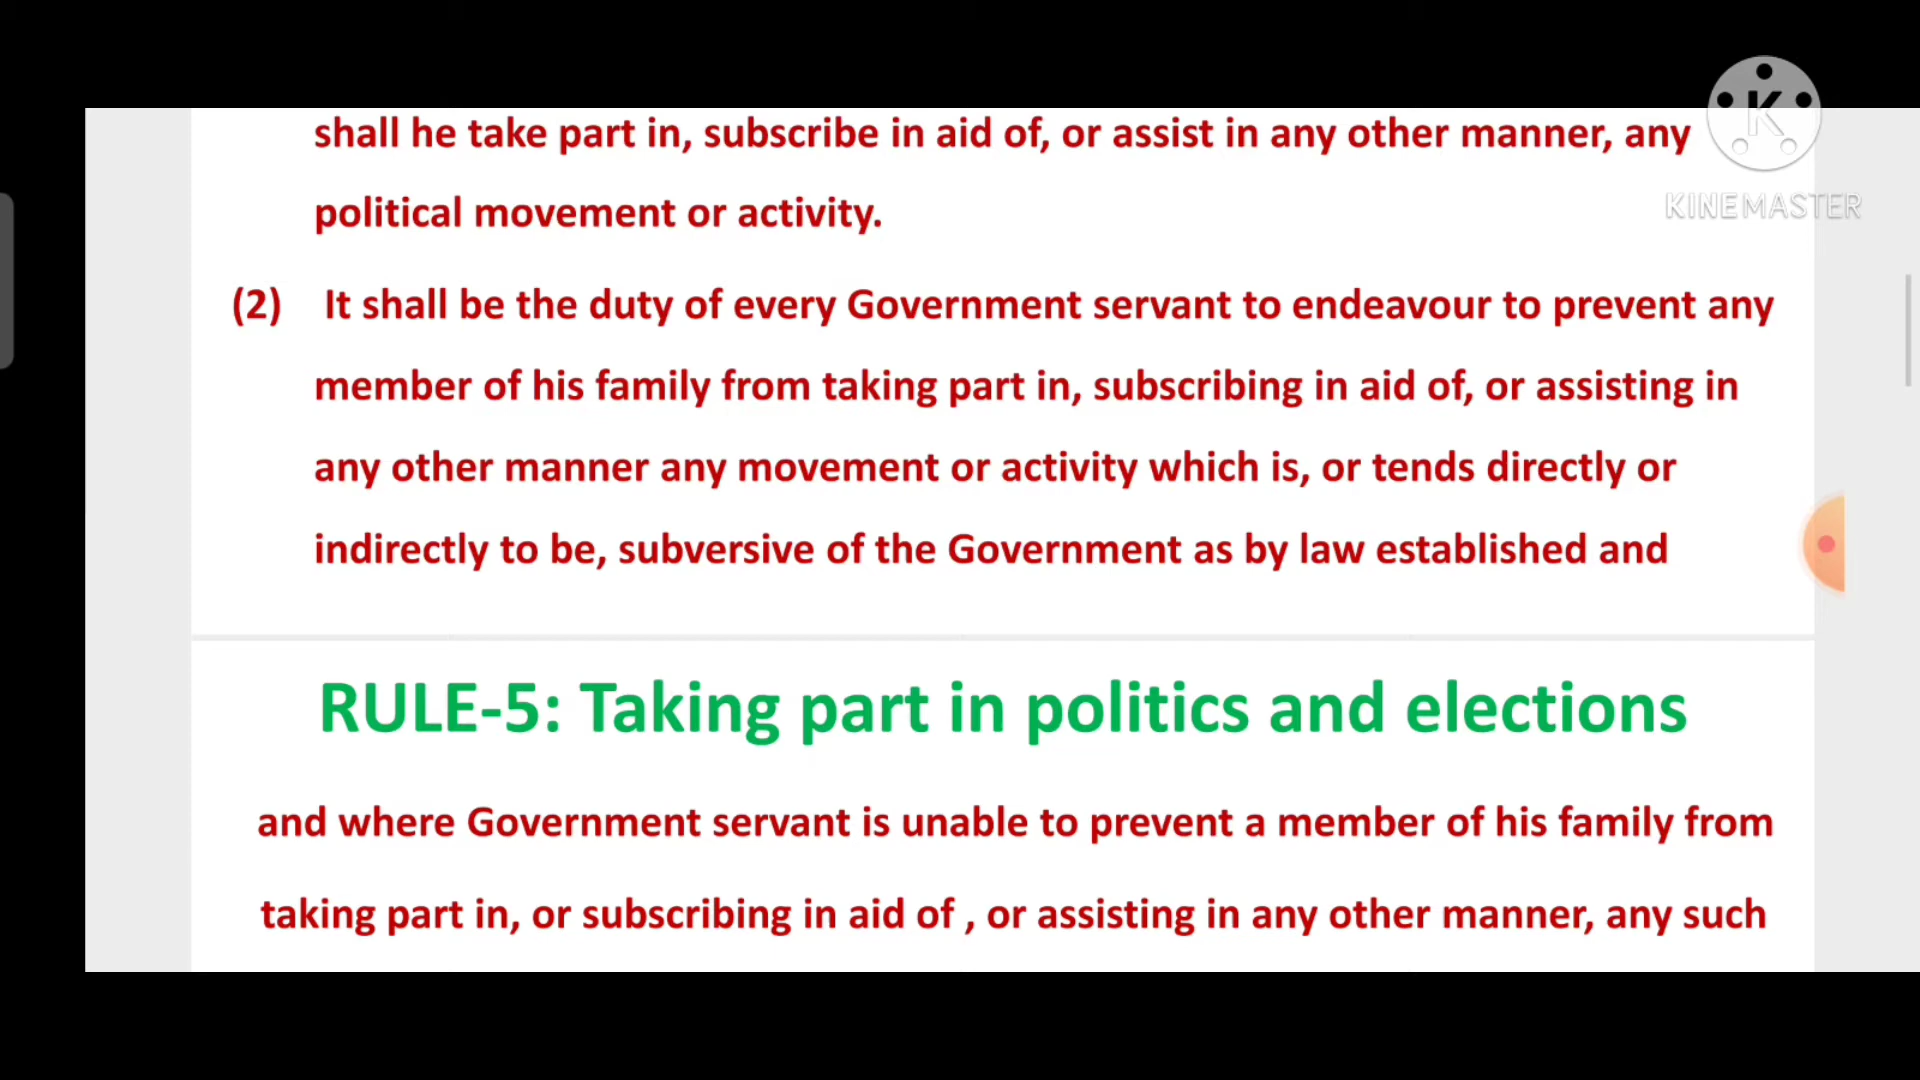 K
KINEMASTER
shall he take part in, subscribe in aid of, or assist in any other manner, any
political movement or activity.
(2) It shall be the duty of every Government servant to endeavour to prevent any
member of his family from taking part in, subscribing in aid of, or assisting in
any other manner any movement or activity which is, or tends directly or
indirectly to be, subversive of the Government as by law established and
RULE-5: Taking part in politics and elections
and where Government servant is unable to prevent a member of his family from
taking part in, or subscribing in aid of , or assisting in any other manner, any such